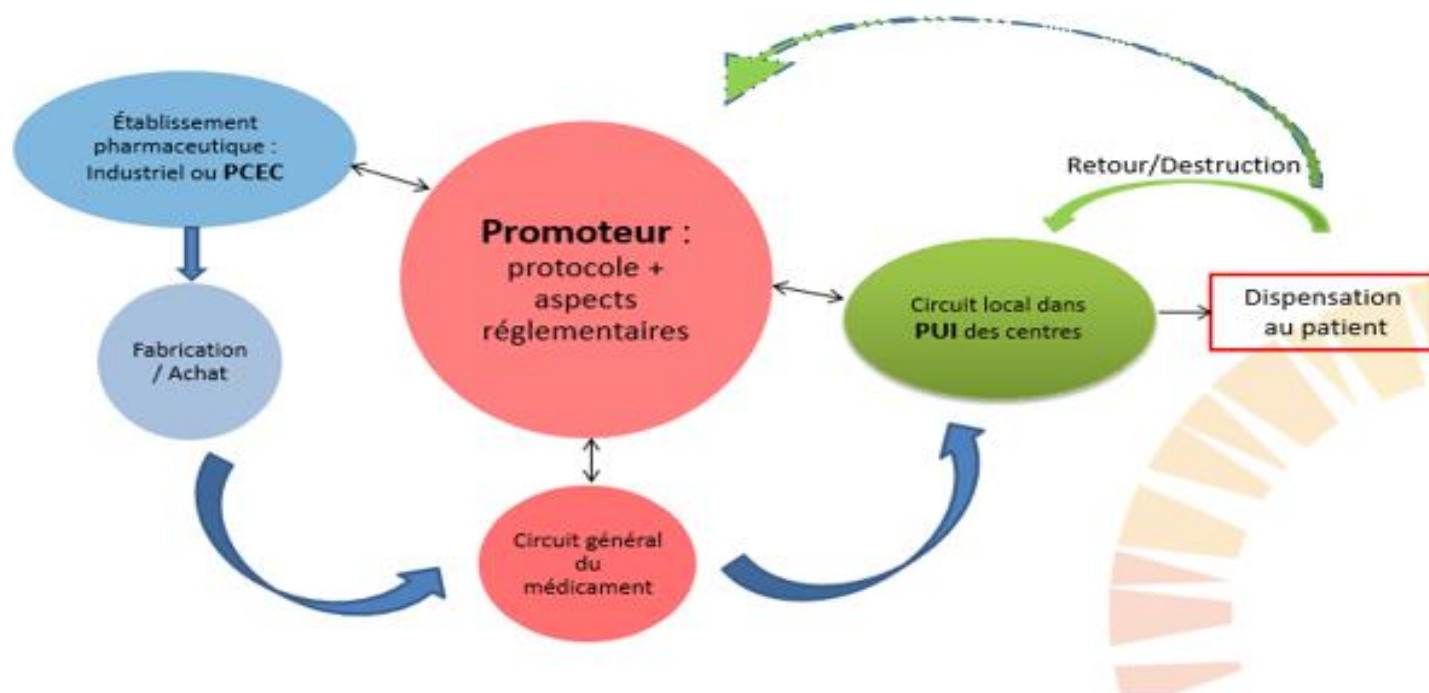 Établissement
pharmaceutique :
Industriel ou PCEC
Fabrication
/ Achat
Promoteur :
protocole +
aspects
réglementaires
Circuit général
du
médicament
Circuit local dans
PUI des centres
Retour/Destruction
Dispensation
au patient